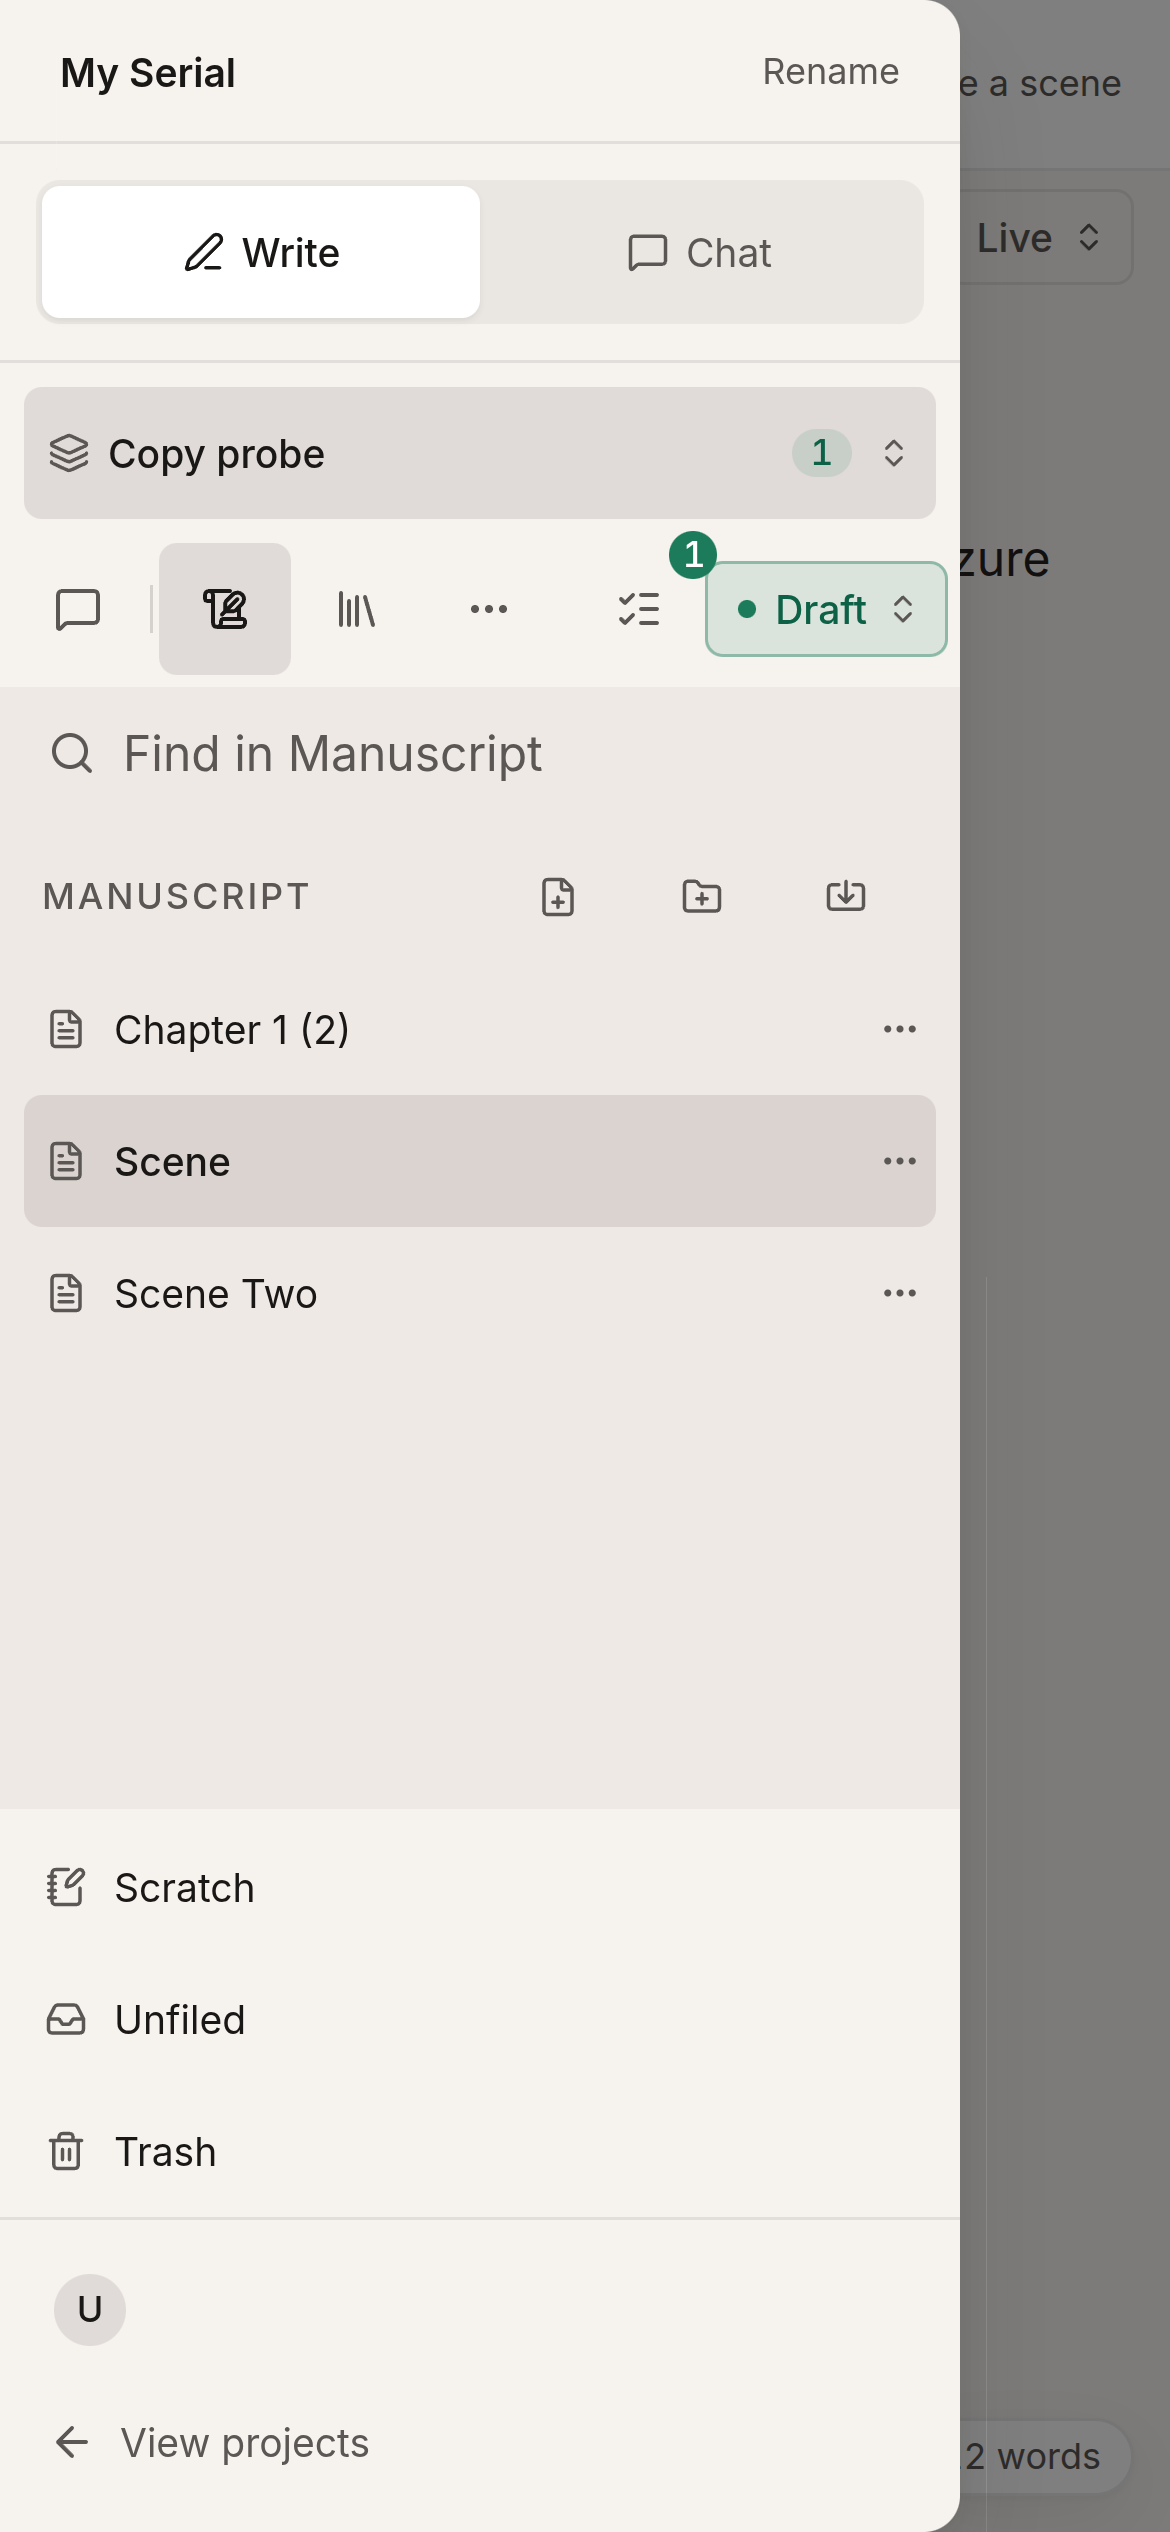 My Serial
Rename
e a scene
Write
Chat
Live
Copy probe
1
1
Draft
zure
Find in Manuscript
MANUSCRIPT
Chapter 1 (2)
Scene
Scene Two
Scratch
Unfiled
Trash
U
View projects
2 words